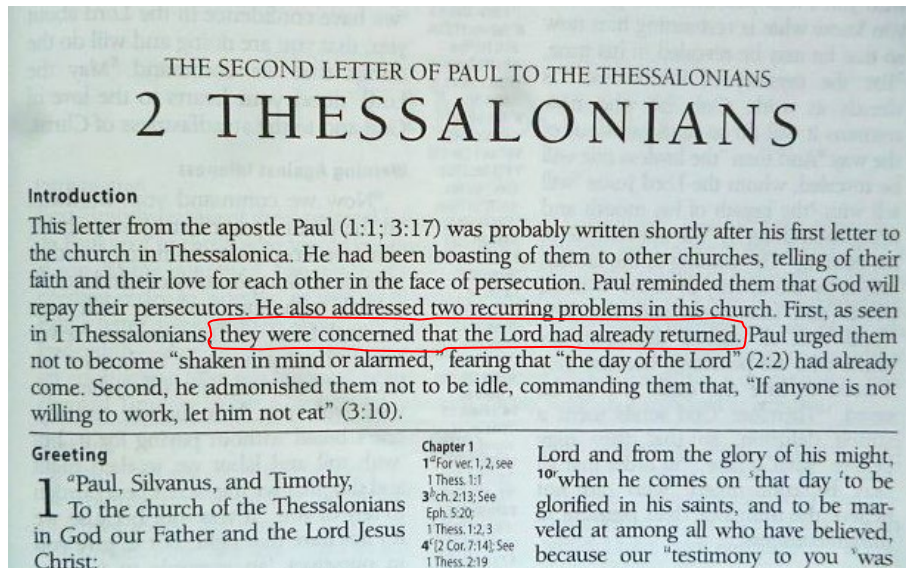 THE SECOND LETTER OF PAUL TO THE THESSALONIANS
2 THESSALONIANS
Introduction
This letter from the apostle Paul (1:1; 3:17) was probably written shortly after his first letter to
the church in Thessalonica. He had been boasting of them to other churches, telling of their
faith and their love for each other in the face of persecution. Paul reminded them that God will
repay their persecutors. He also addressed two recurring problems in this church. First, as seen
in 1 Thessalonians, they were concerned that the Lord had already returned. Paul urged them
not to become “shaken in mind or alarmed,” fearing that “the day of the Lord” (2:2) had already
come. Second, he admonished them not to be idle, commanding them that, “If anyone is not
willing to work, let him not eat” (3:10).
Greeting
1 aPaul, Silvanus, and Timothy,
To the church of the Thessalonians
in God our Father and the Lord Jesus
Christ:
Chapter 1
1 a For ver. 1, 2, see
1 Thess. 1:1
3 b ch. 2:13; See
Eph. 5:20;
1 Thess. 1:2, 3
4 c [2 Cor. 7:14]; See
1 Thess. 2:19
Lord and from the glory of his might,
10 r when he comes on s that day t to be
glorified in his saints, and to be mar-
veled at among all who have believed,
because our u testimony to you v was